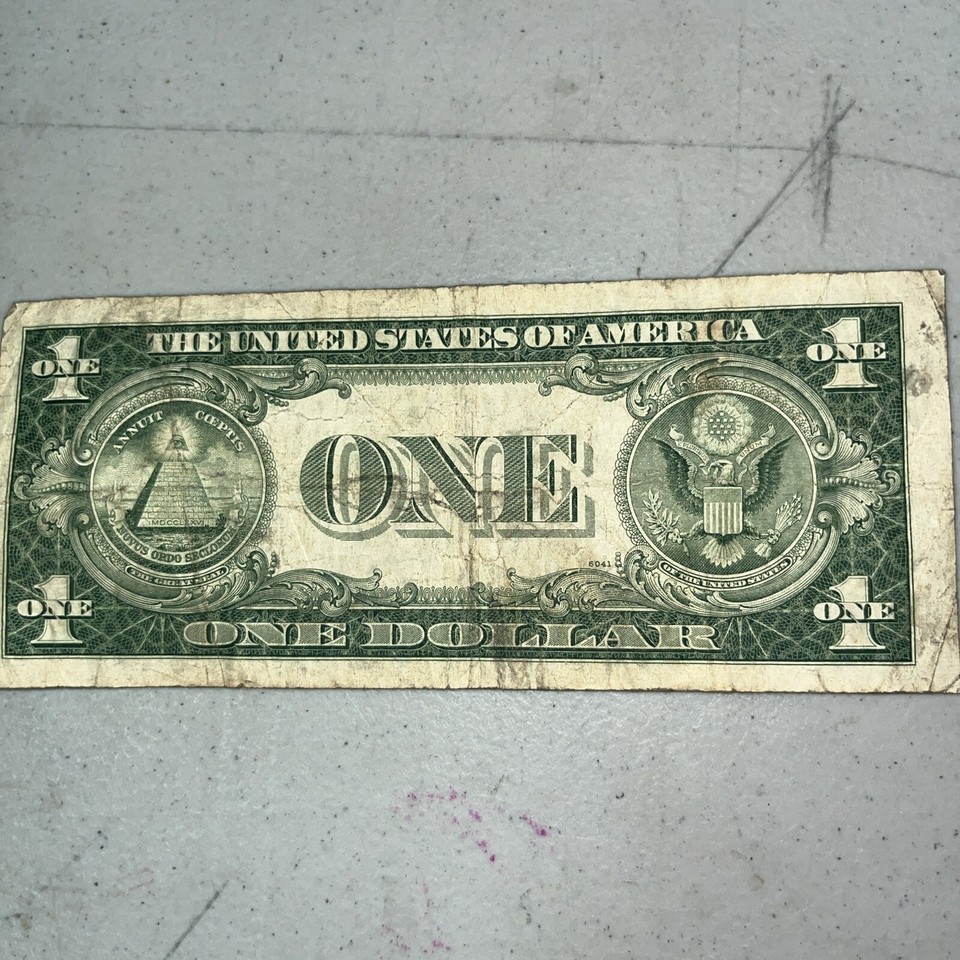 THE UNITED STATES OF AMERICA
1 ONE
1 ONE
ANNUIT CŒPTIS
MDCCLXXVI
NOVUS ORDO SECLORUM
THE GREAT SEAL
ONE
6041
OF THE UNITED STATES
1 ONE
1 ONE
ONE DOLLAR